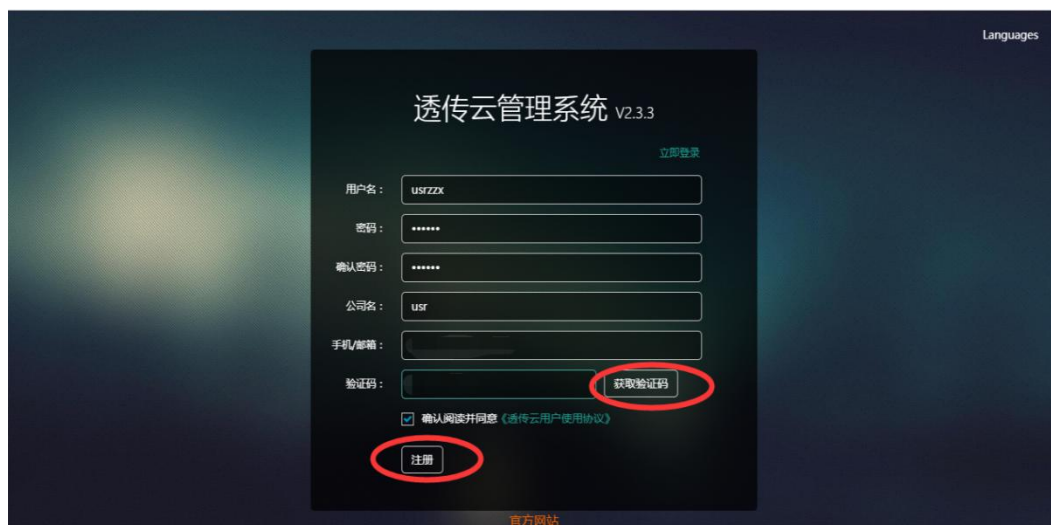 Languages
透传云管理系统 V2.3.3
立即登录
用户名： usrzzx
密码： ••••••
确认密码： ••••••
公司名： usr
手机/邮箱：
验证码： 获取验证码
确认阅读并同意《透传云用户使用协议》
注册
官方网站